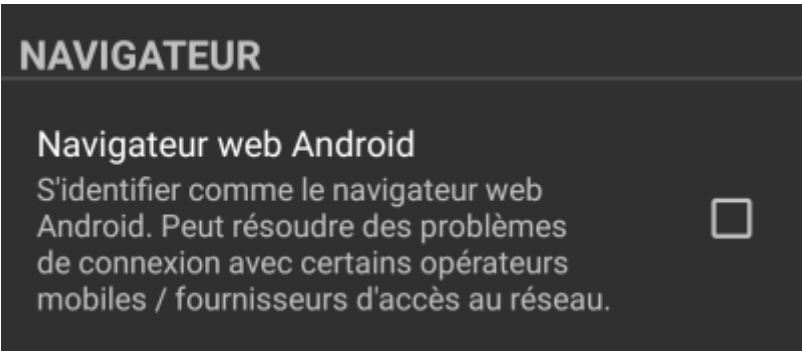 NAVIGATEUR
Navigateur web Android
S'identifier comme le navigateur web
Android. Peut résoudre des problèmes
de connexion avec certains opérateurs
mobiles / fournisseurs d'accès au réseau.